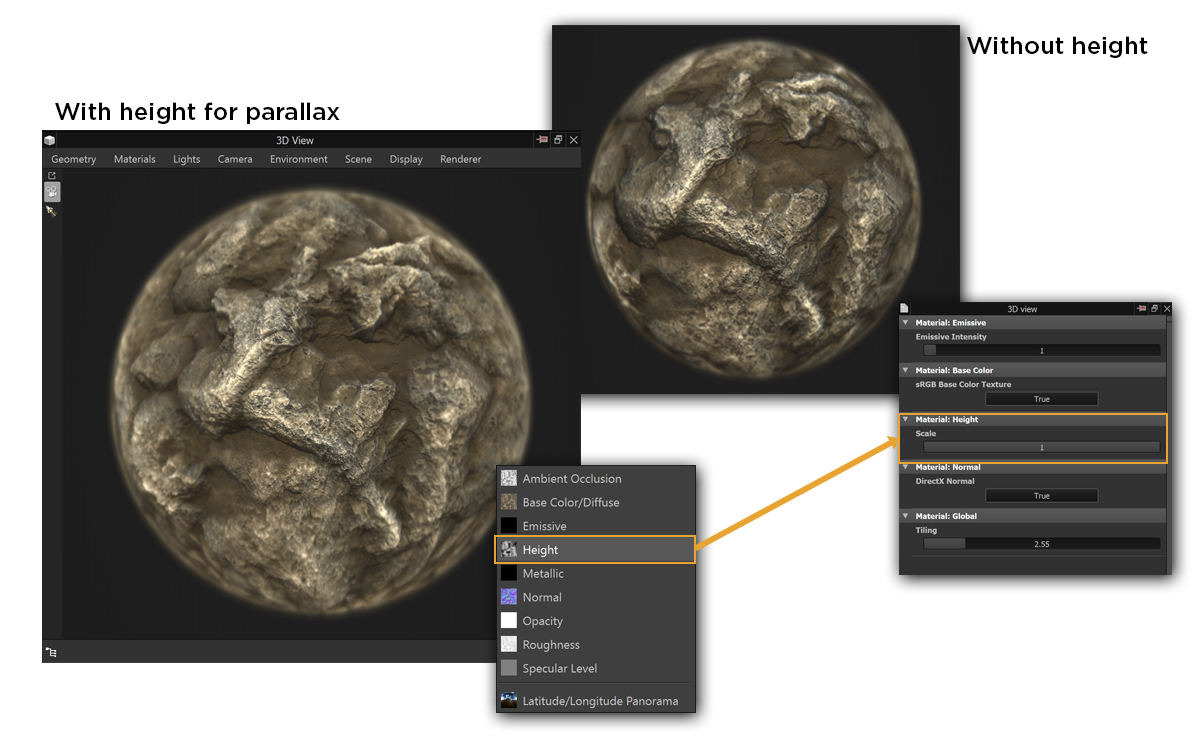 Without height
With height for parallax
3D View
Geometry Materials Lights Camera Environment Scene Display Renderer
Ambient Occlusion
Base Color/Diffuse
Emissive
Height
Metallic
Normal
Opacity
Roughness
Specular Level
Latitude/Longitude Panorama
3D view
Material: Emissive
Emissive Intensity
1
Material: Base Color
sRGB Base Color Texture
True
Material: Height
Scale
1
Material: Normal
DirectX Normal
True
Material: Global
Tiling
2.55